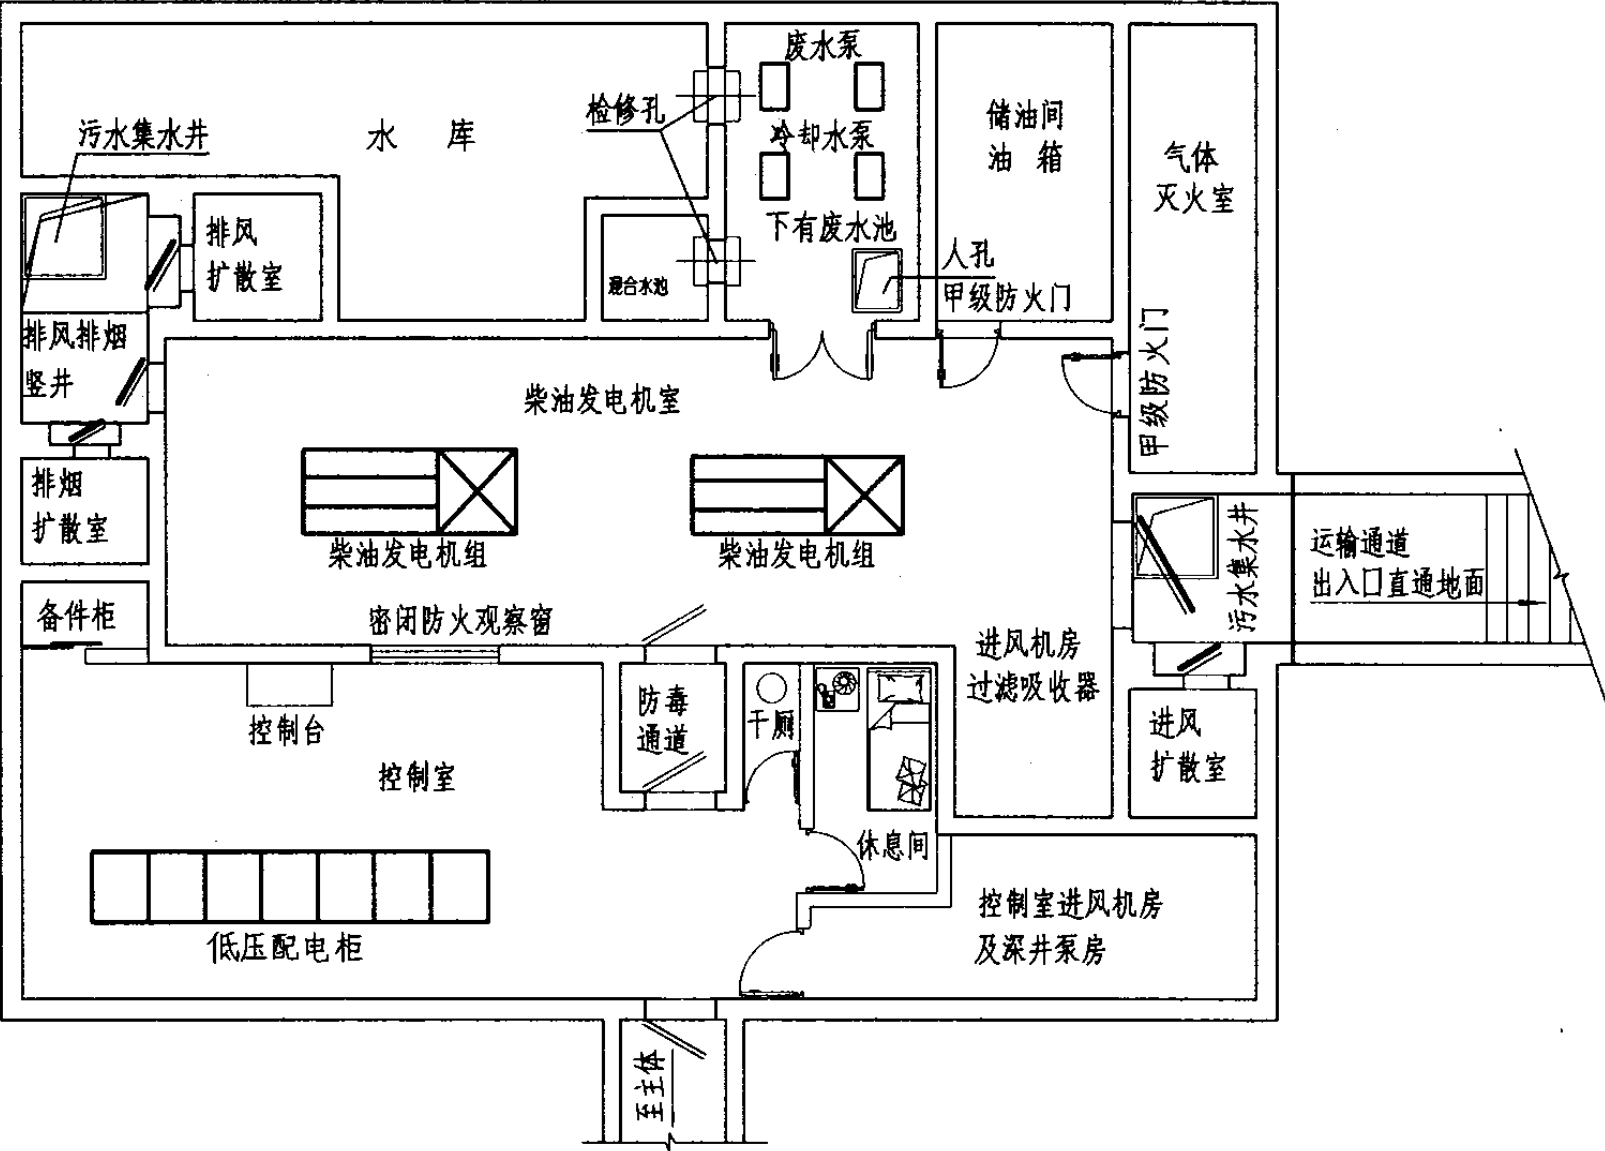 废水泵
检修孔
污水集水井
水 库
冷却水泵
储油间
油 箱
气体
灭火室
排风
扩散室
下有废水池
人孔
甲级防火门
混合水池
排风排烟
竖井
甲级防火门
柴油发电机室
排烟
扩散室
柴油发电机组
柴油发电机组
污水集水井
运输通道
出入口直通地面
备件柜
密闭防火观察窗
进风机房
过滤吸收器
防毒
通道
干厕
控制台
控制室
进风
扩散室
休息间
低压配电柜
控制室进风机房
及深井泵房
至主体